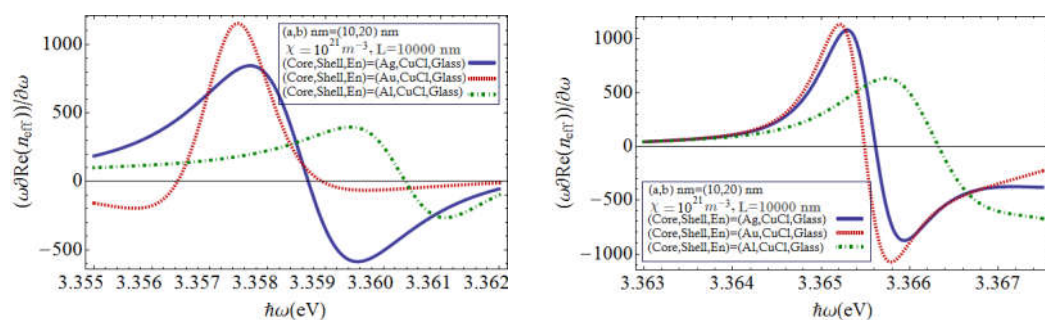 (ω∂Re(n_eff))/∂ω
1000
500
0
−500
(a,b) nm=(10,20) nm
χ = 10^21 m^−3, L=10000 nm
(Core,Shell,En)=(Ag,CuCl,Glass)
(Core,Shell,En)=(Au,CuCl,Glass)
(Core,Shell,En)=(Al,CuCl,Glass)
3.355 3.356 3.357 3.358 3.359 3.360 3.361 3.362
ħω(eV)
(ω∂Re(n_eff))/∂ω
1000
500
0
−500
−1000
(a,b) nm=(10,20) nm
χ = 10^21 m^−3, L=10000 nm
(Core,Shell,En)=(Ag,CuCl,Glass)
(Core,Shell,En)=(Au,CuCl,Glass)
(Core,Shell,En)=(Al,CuCl,Glass)
3.363 3.364 3.365 3.366 3.367
ħω(eV)